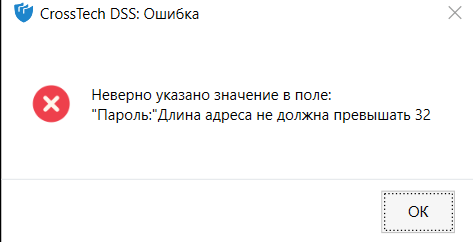 CrossTech DSS: Ошибка
Неверно указано значение в поле:
"Пароль:"Длина адреса не должна превышать 32
OK